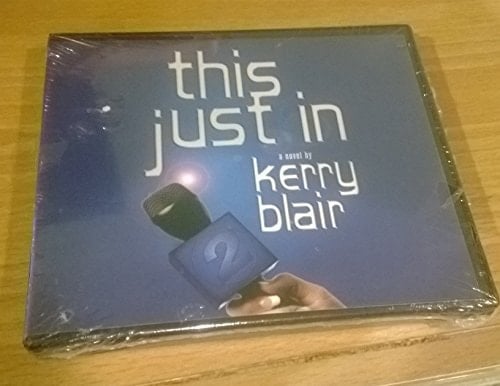 this
just in
a novel by
kerry
blair
2